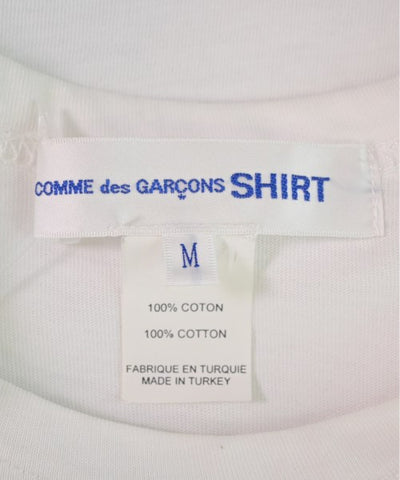 COMME des GARÇONS SHIRT
M
100% COTON
100% COTTON
FABRIQUE EN TURQUIE
MADE IN TURKEY